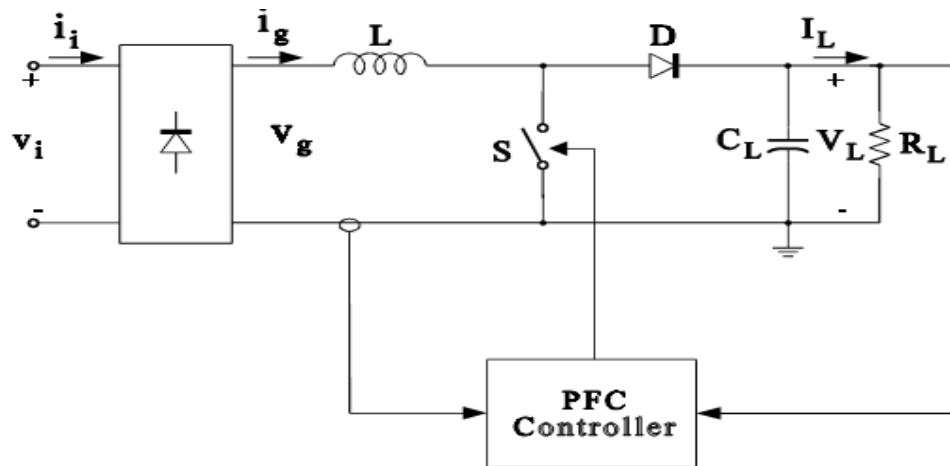 i_i
i_g
L
D
I_L
+
+
v_i
v_g
S
C_L
V_L
R_L
-
-
PFC
Controller